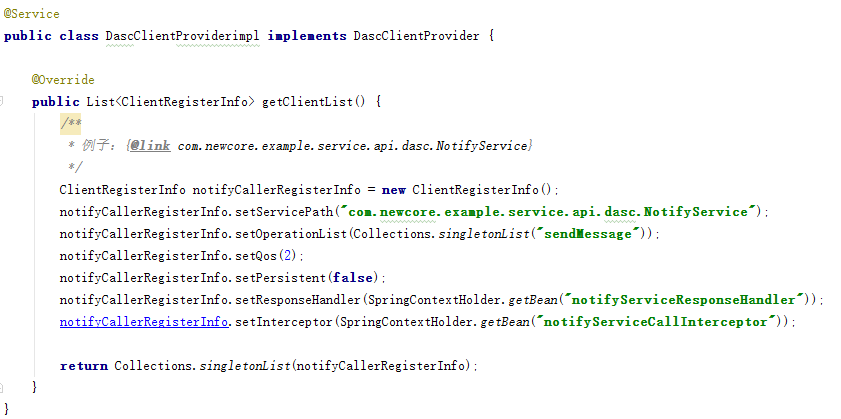 @Service
public class DascClientProviderimpl implements DascClientProvider {
@Override
public List<ClientRegisterInfo> getClientList() {
/**
* 例子: {@link com.newcore.example.service.api.dasc.NotifyService}
*/
ClientRegisterInfo notifyCallerRegisterInfo = new ClientRegisterInfo();
notifyCallerRegisterInfo.setServicePath("com.newcore.example.service.api.dasc.NotifyService");
notifyCallerRegisterInfo.setOperationList(Collections.singletonList("sendMessage"));
notifyCallerRegisterInfo.setQos(2);
notifyCallerRegisterInfo.setPersistent(false);
notifyCallerRegisterInfo.setResponseHandler(SpringContextHolder.getBean("notifyServiceResponseHandler"));
notifyCallerRegisterInfo.setInterceptor(SpringContextHolder.getBean("notifyServiceCallInterceptor"));
return Collections.singletonList(notifyCallerRegisterInfo);
}
}